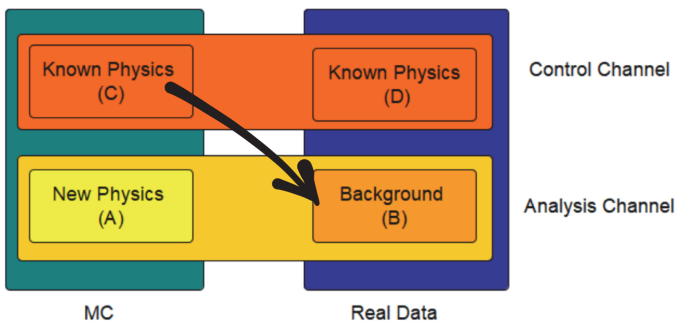 Known Physics
(C)
Known Physics
(D)
Control Channel
New Physics
(A)
Background
(B)
Analysis Channel
MC
Real Data